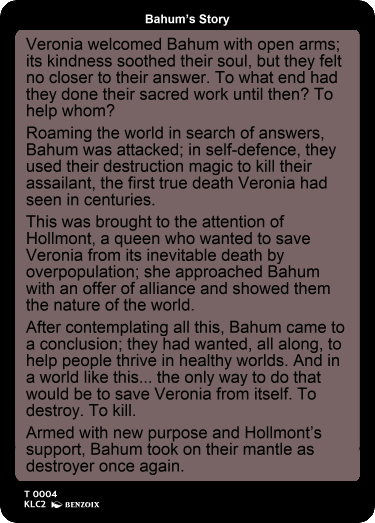 Bahum's Story
Veronia welcomed Bahum with open arms;
its kindness soothed their soul, but they felt
no closer to their answer. To what end had
they done their sacred work until then? To
help whom?
Roaming the world in search of answers,
Bahum was attacked; in self-defence, they
used their destruction magic to kill their
assailant, the first true death Veronia had
seen in centuries.
This was brought to the attention of
Hollmont, a queen who wanted to save
Veronia from its inevitable death by
overpopulation; she approached Bahum
with an offer of alliance and showed them
the nature of the world.
After contemplating all this, Bahum came to
a conclusion; they had wanted, all along, to
help people thrive in healthy worlds. And in
a world like this... the only way to do that
would be to save Veronia from itself. To
destroy. To kill.
Armed with new purpose and Hollmont's
support, Bahum took on their mantle as
destroyer once again.
T 0004
KLC2 BENZOIX